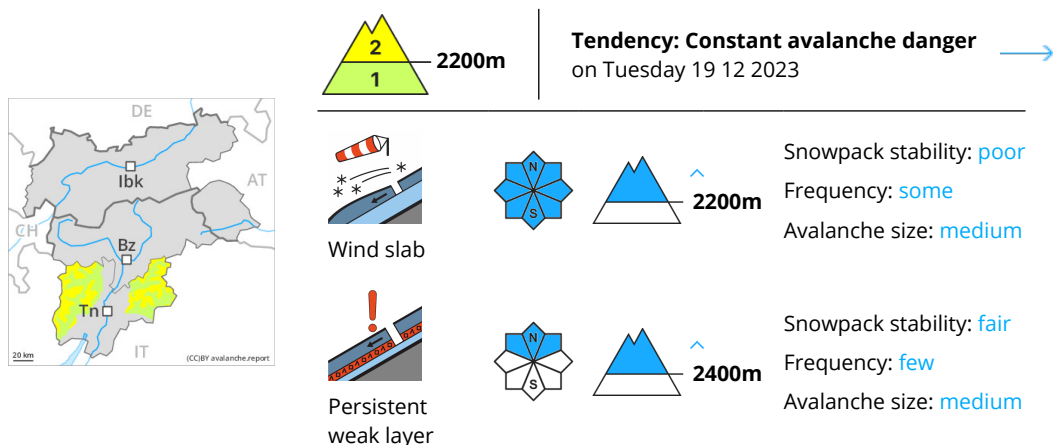 2
1
2200m
Tendency: Constant avalanche danger
on Tuesday 19 12 2023
DE
AT
CH
IT
Ibk
Bz
Tn
20 km
(CC)BY avalanche.report
Wind slab
N
S
2200m
Snowpack stability: poor
Frequency: some
Avalanche size: medium
Persistent
weak layer
N
S
2400m
Snowpack stability: fair
Frequency: few
Avalanche size: medium